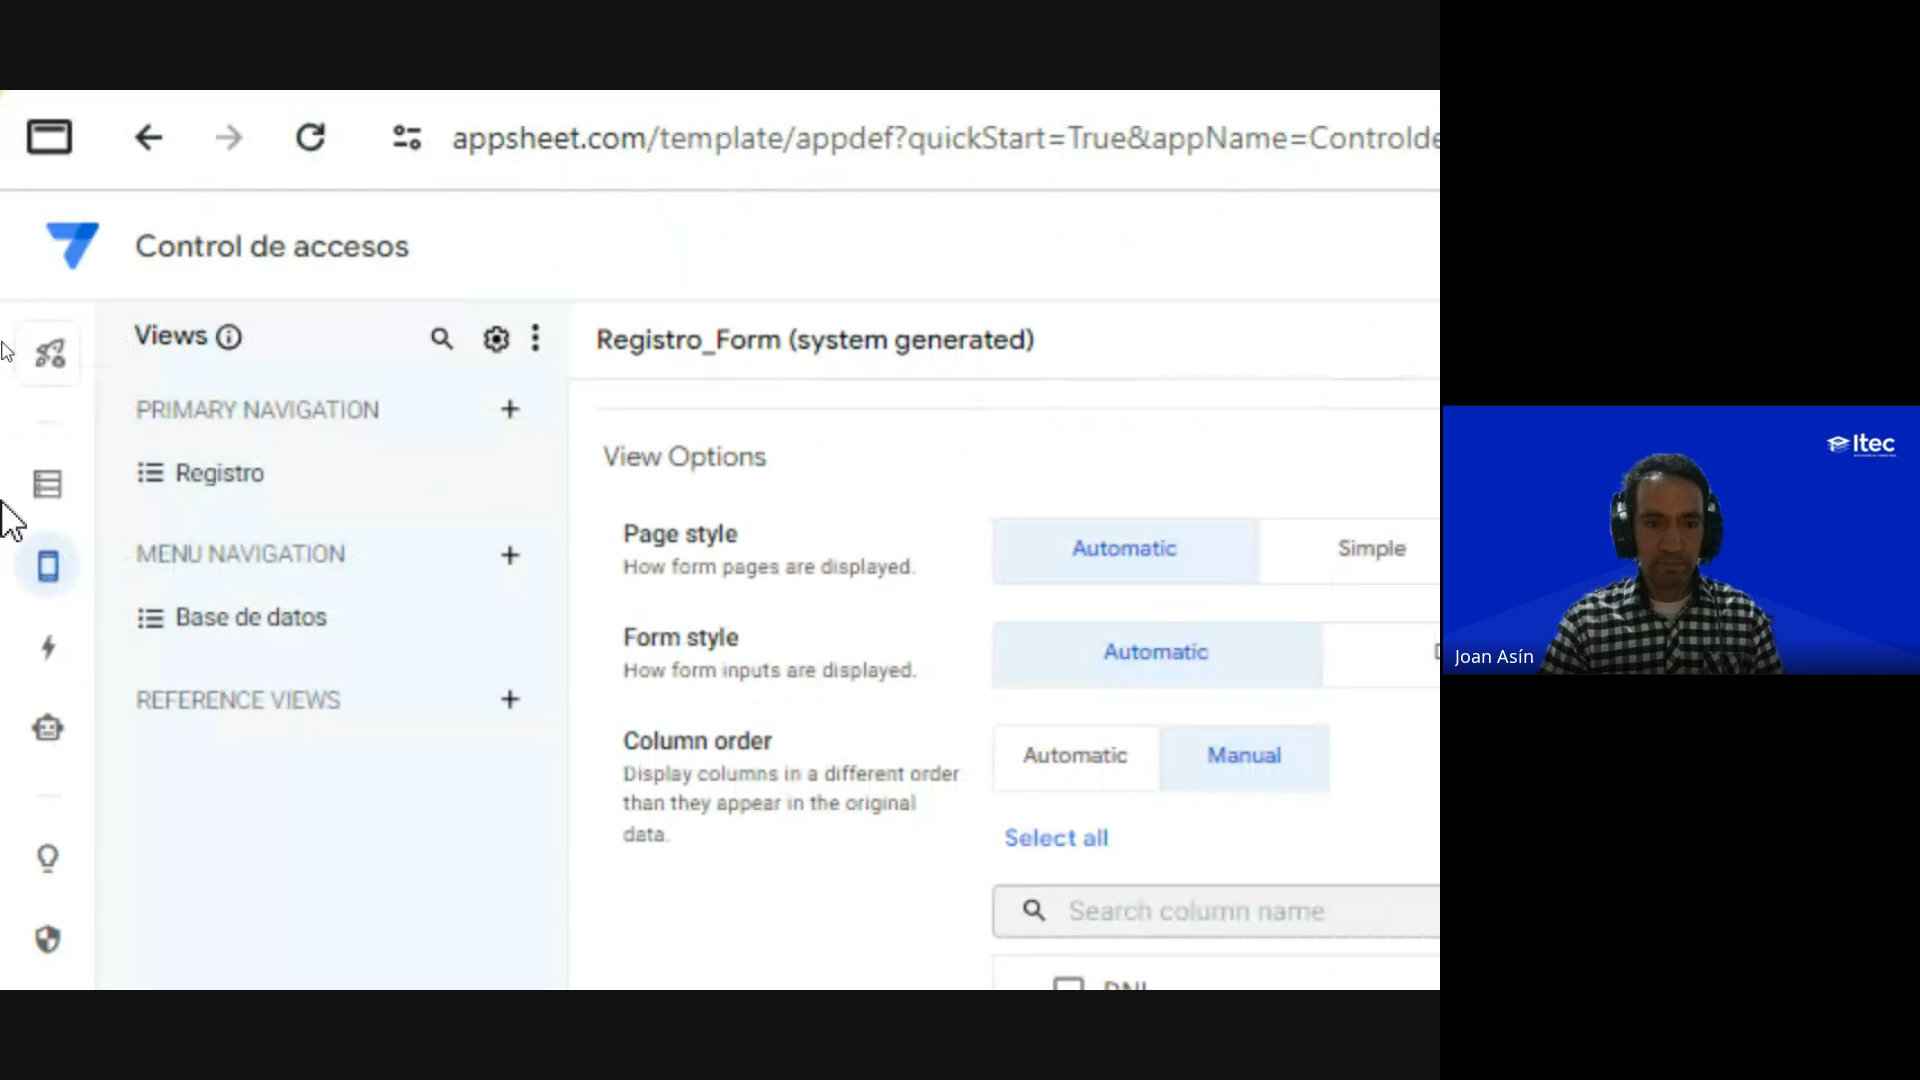 appsheet.com/template/appdef?quickStart=True&appName=Controlde
Control de accesos
Views
PRIMARY NAVIGATION
Registro
MENU NAVIGATION
Base de datos
REFERENCE VIEWS
Registro_Form (system generated)
View Options
Page style
How form pages are displayed.
Automatic
Simple
Form style
How form inputs are displayed.
Automatic
Column order
Display columns in a different order
than they appear in the original
data.
Automatic
Manual
Select all
Search column name
DNI
Itec
Joan Asín